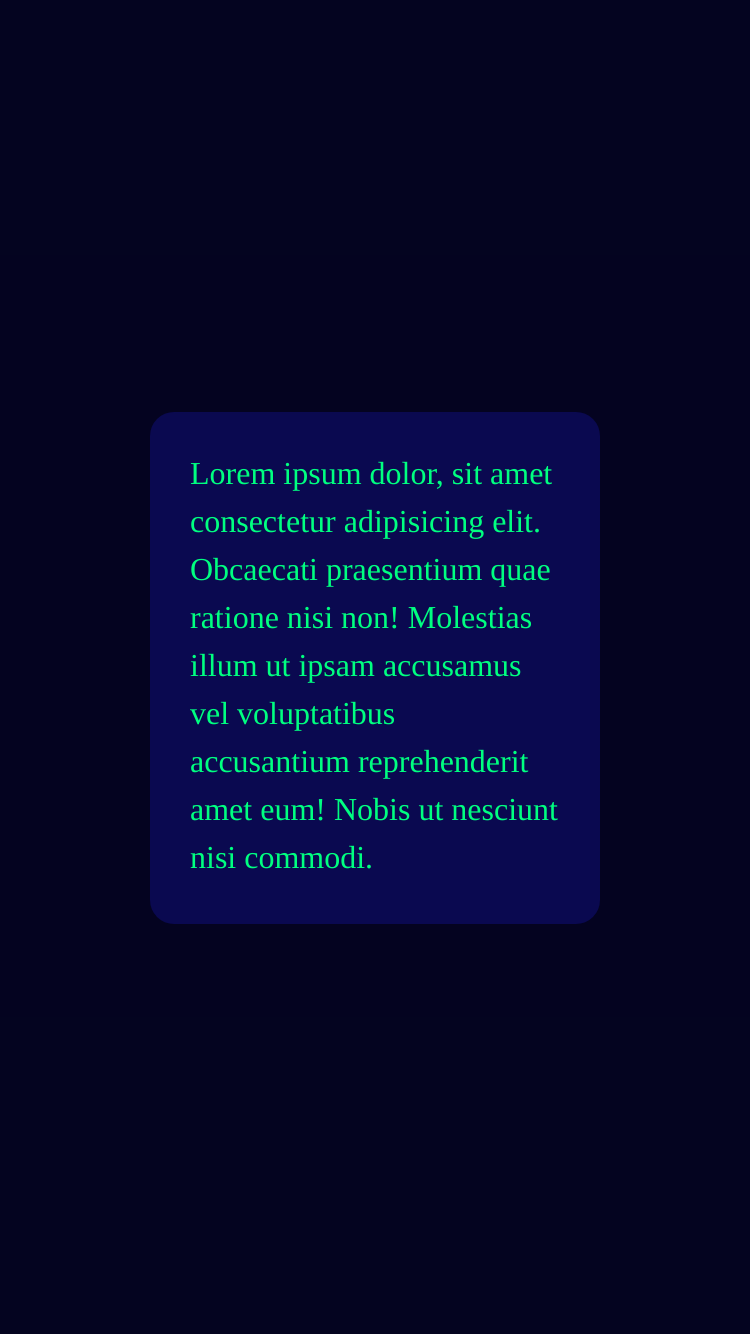 Lorem ipsum dolor, sit amet
consectetur adipisicing elit.
Obcaecati praesentium quae
ratione nisi non! Molestias
illum ut ipsam accusamus
vel voluptatibus
accusantium reprehenderit
amet eum! Nobis ut nesciunt
nisi commodi.